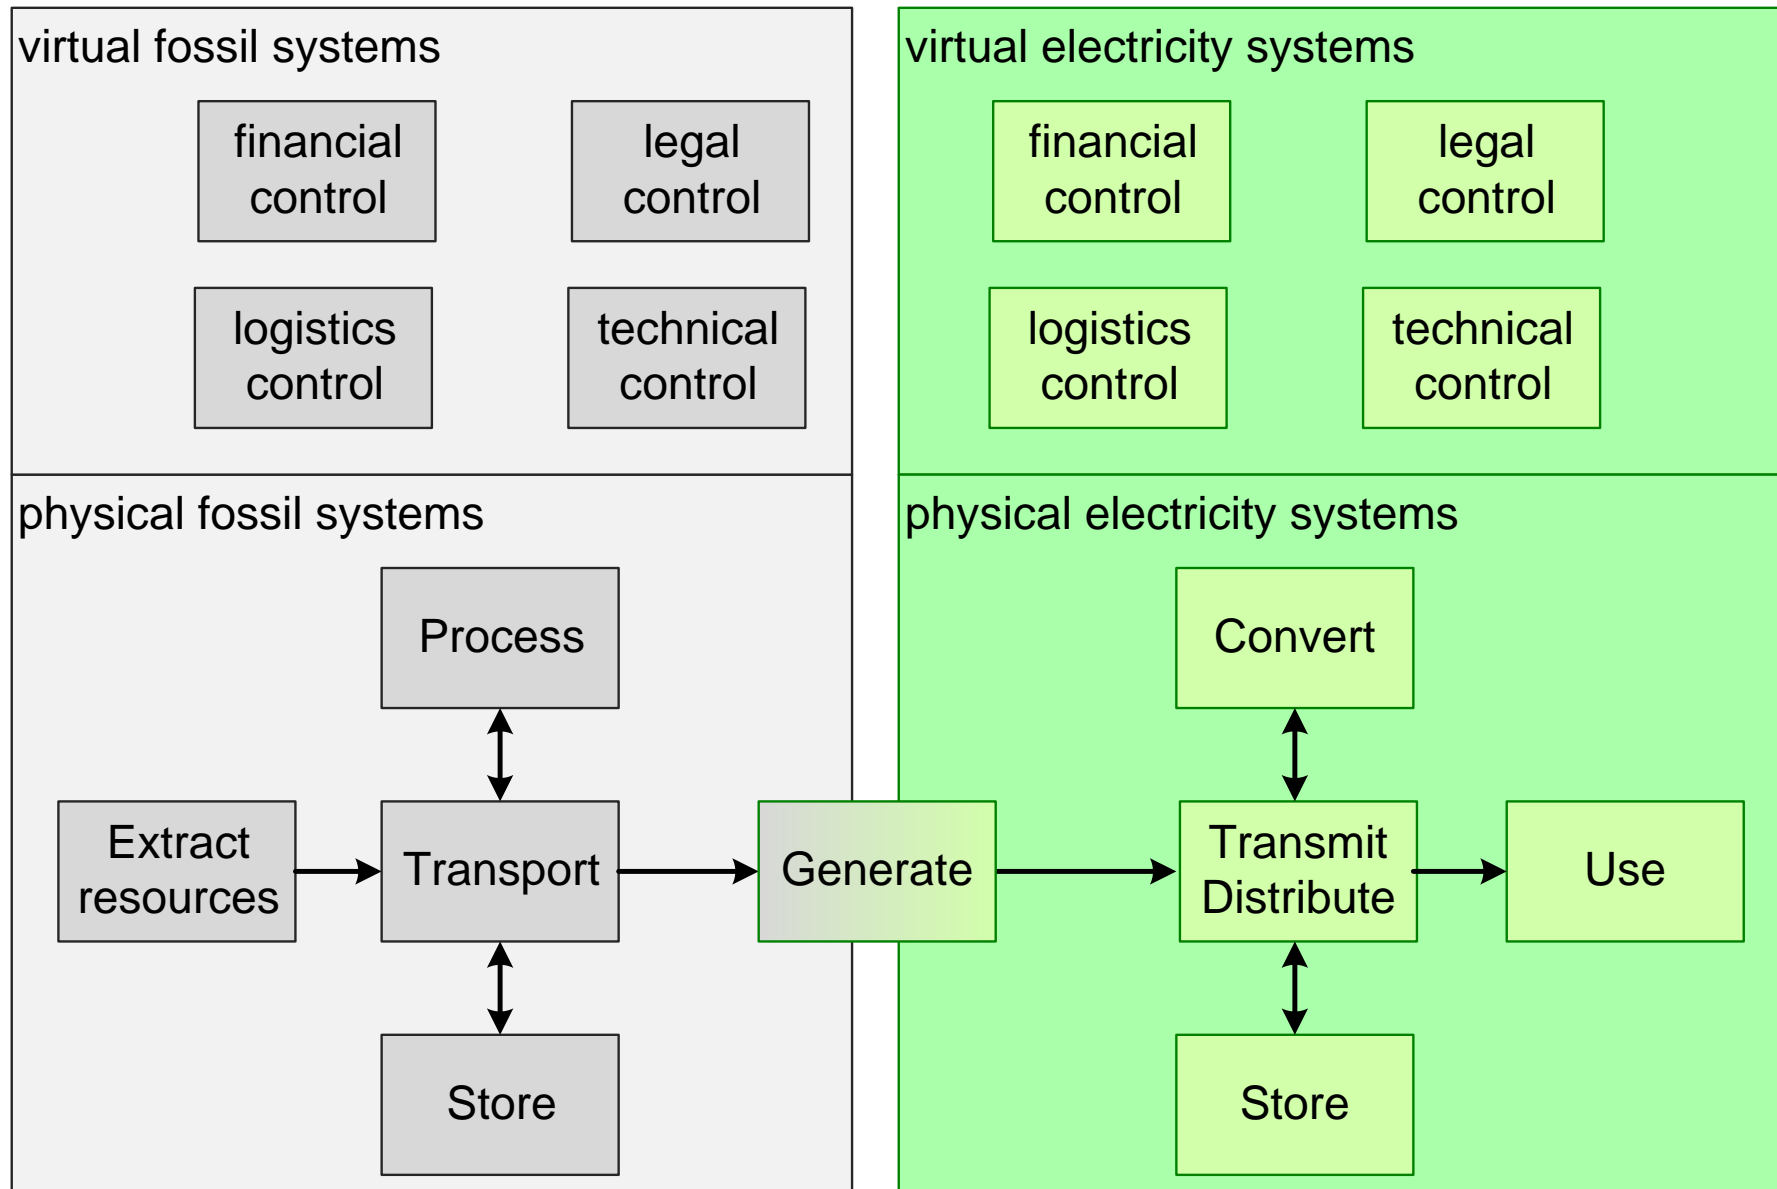 virtual fossil systems
financial
control
legal
control
logistics
control
technical
control
physical fossil systems
Process
Extract
resources
Transport
Generate
Store
virtual electricity systems
financial
control
legal
control
logistics
control
technical
control
physical electricity systems
Convert
Transmit
Distribute
Use
Store